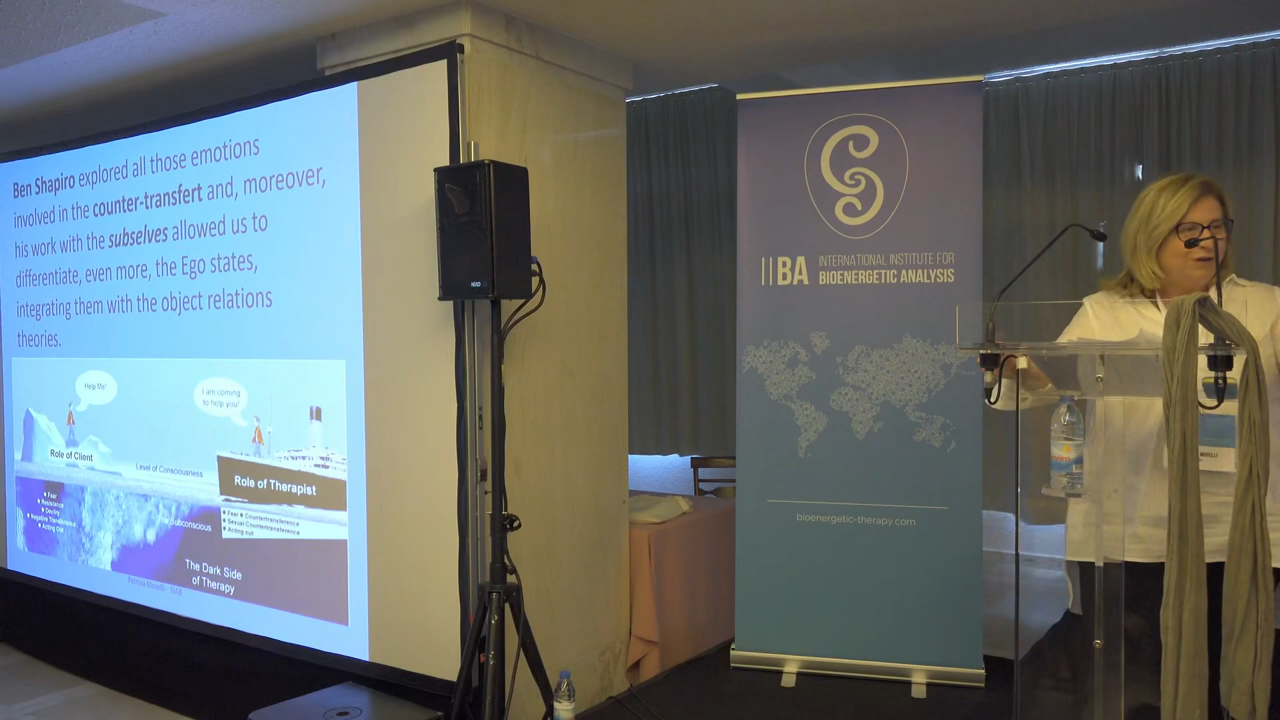 Ben Shapiro explored all those emotions
involved in the counter-transfert and, moreover,
his work with the subselves allowed us to
differentiate, even more, the Ego states,
integrating them with the object relations
theories.
Help Me!
I am coming
to help you!
Role of Client
Level of Consciousness
Role of Therapist
• Fear
• Resistance
• Negative Transference
• Acting Out
Subconscious
• Fear • Countertransference
• Sexual Countertransference
• Acting out
The Dark Side
of Therapy
IIBA
INTERNATIONAL INSTITUTE FOR
BIOENERGETIC ANALYSIS
bioenergetic-therapy.com